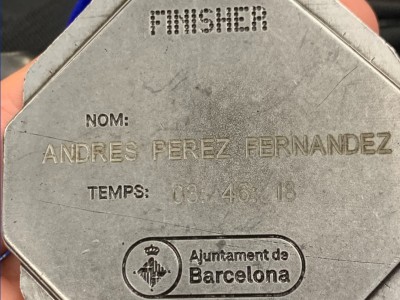 FINISHER
NOM:
ANDRES PEREZ FERNANDEZ
TEMPS: 03:46:18
Ajuntament de
Barcelona